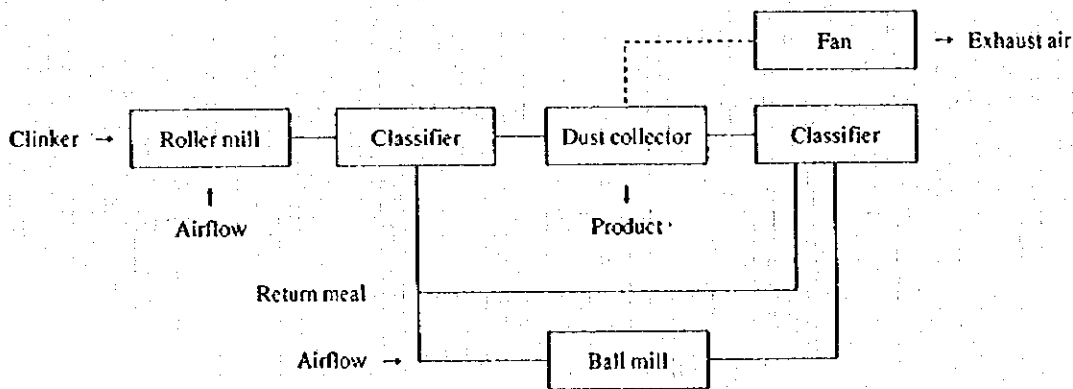 Fan → Exhaust air
Clinker → Roller mill Classifier Dust collector Classifier
Airflow Product
Return meal
Airflow → Ball mill